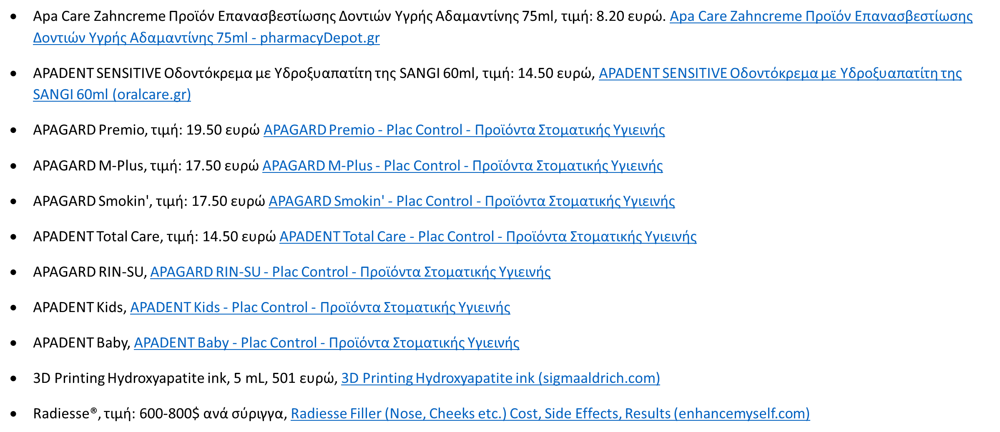 • Apa Care Zahncreme Προϊόν Επανασβεστίωσης Δοντιών Υγρής Αδαμαντίνης 75ml, τιμή: 8.20 ευρώ. Apa Care Zahncreme Προϊόν Επανασβεστίωσης
Δοντιών Υγρής Αδαμαντίνης 75ml - pharmacyDepot.gr
• APADENT SENSITIVE Οδοντόκρεμα με Υδροξυαπατίτη της SANGI 60ml, τιμή: 14.50 ευρώ, APADENT SENSITIVE Οδοντόκρεμα με Υδροξυαπατίτη της
SANGI 60ml (oralcare.gr)
• APAGARD Premio, τιμή: 19.50 ευρώ APAGARD Premio - Plac Control - Προϊόντα Στοματικής Υγιεινής
• APAGARD M-Plus, τιμή: 17.50 ευρώ APAGARD M-Plus - Plac Control - Προϊόντα Στοματικής Υγιεινής
• APAGARD Smokin', τιμή: 17.50 ευρώ APAGARD Smokin' - Plac Control - Προϊόντα Στοματικής Υγιεινής
• APADENT Total Care, τιμή: 14.50 ευρώ APADENT Total Care - Plac Control - Προϊόντα Στοματικής Υγιεινής
• APAGARD RIN-SU, APAGARD RIN-SU - Plac Control - Προϊόντα Στοματικής Υγιεινής
• APADENT Kids, APADENT Kids - Plac Control - Προϊόντα Στοματικής Υγιεινής
• APADENT Baby, APADENT Baby - Plac Control - Προϊόντα Στοματικής Υγιεινής
• 3D Printing Hydroxyapatite ink, 5 mL, 501 ευρώ, 3D Printing Hydroxyapatite ink (sigmaaldrich.com)
• Radiesse®, τιμή: 600-800$ ανά σύριγγα, Radiesse Filler (Nose, Cheeks etc.) Cost, Side Effects, Results (enhancemyself.com)